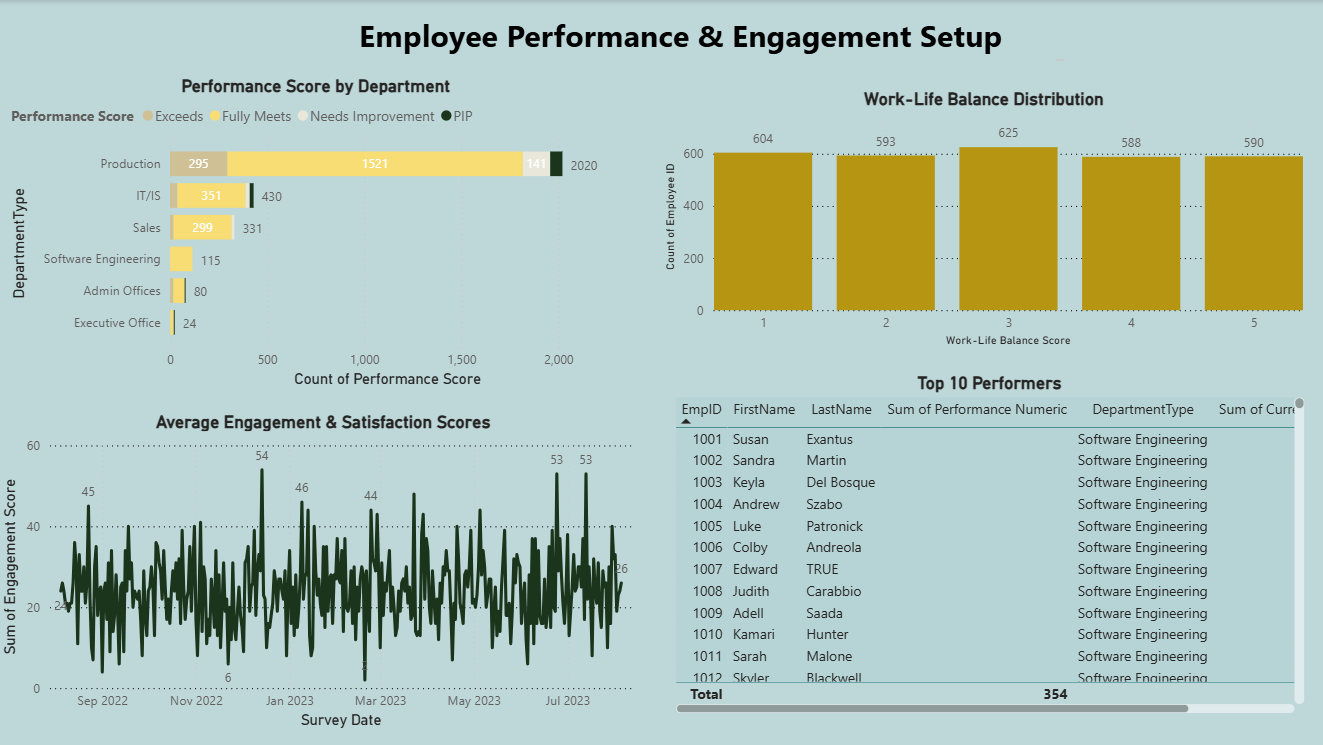 Employee Performance & Engagement Setup
Performance Score by Department
Performance Score Exceeds Fully Meets Needs Improvement PIP
DepartmentType
Production 295 1521 141 2020
IT/IS 351 430
Sales 299 331
Software Engineering 115
Admin Offices 80
Executive Office 24
0 500 1,000 1,500 2,000
Count of Performance Score
Work-Life Balance Distribution
Count of Employee ID
604 593 625 588 590
600
400
200
0
1 2 3 4 5
Work-Life Balance Score
Average Engagement & Satisfaction Scores
Sum of Engagement Score
60
40
20
0
45 54 46 44 53 53
26
6
Sep 2022 Nov 2022 Jan 2023 Mar 2023 May 2023 Jul 2023
Survey Date
Top 10 Performers
EmpID FirstName LastName Sum of Performance Numeric DepartmentType Sum of Curre
1001 Susan Exantus Software Engineering
1002 Sandra Martin Software Engineering
1003 Keyla Del Bosque Software Engineering
1004 Andrew Szabo Software Engineering
1005 Luke Patronick Software Engineering
1006 Colby Andreola Software Engineering
1007 Edward TRUE Software Engineering
1008 Judith Carabbio Software Engineering
1009 Adell Saada Software Engineering
1010 Kamari Hunter Software Engineering
1011 Sarah Malone Software Engineering
1012 Skyler Blackwell Software Engineering
Total 354